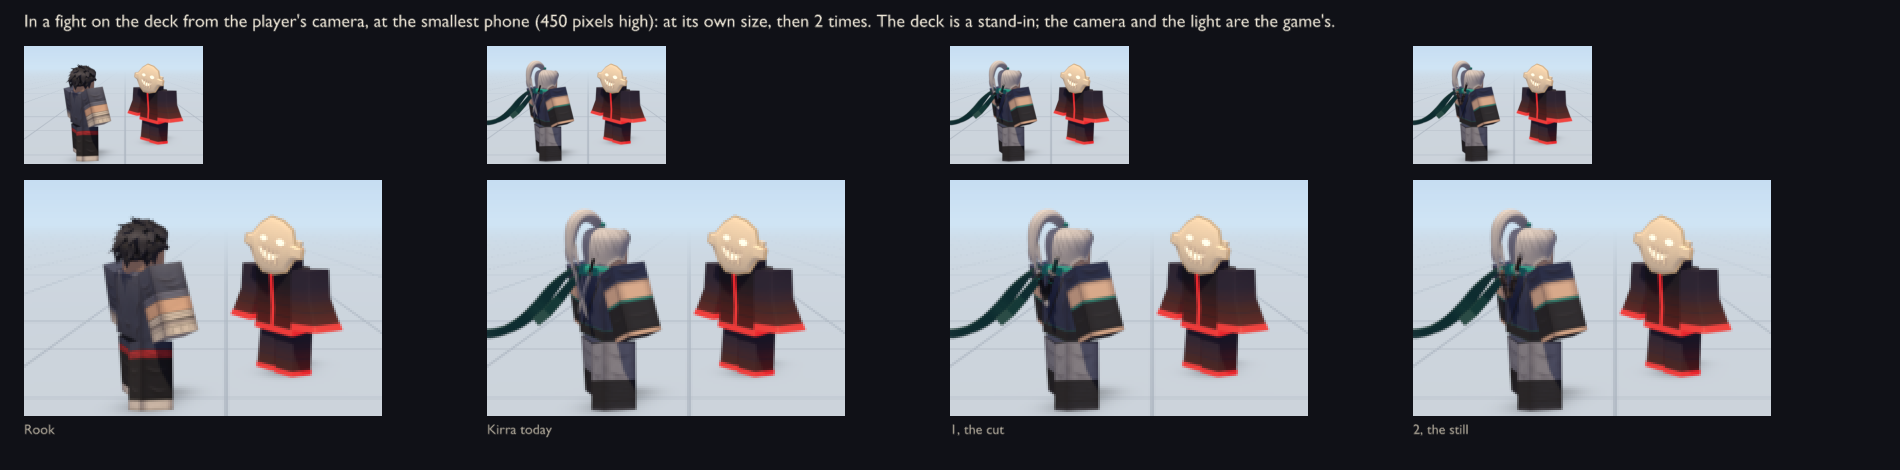 In a fight on the deck from the player's camera, at the smallest phone (450 pixels high): at its own size, then 2 times. The deck is a stand-in; the camera and the light are the game's.
Rook
Kirra today
1, the cut
2, the still